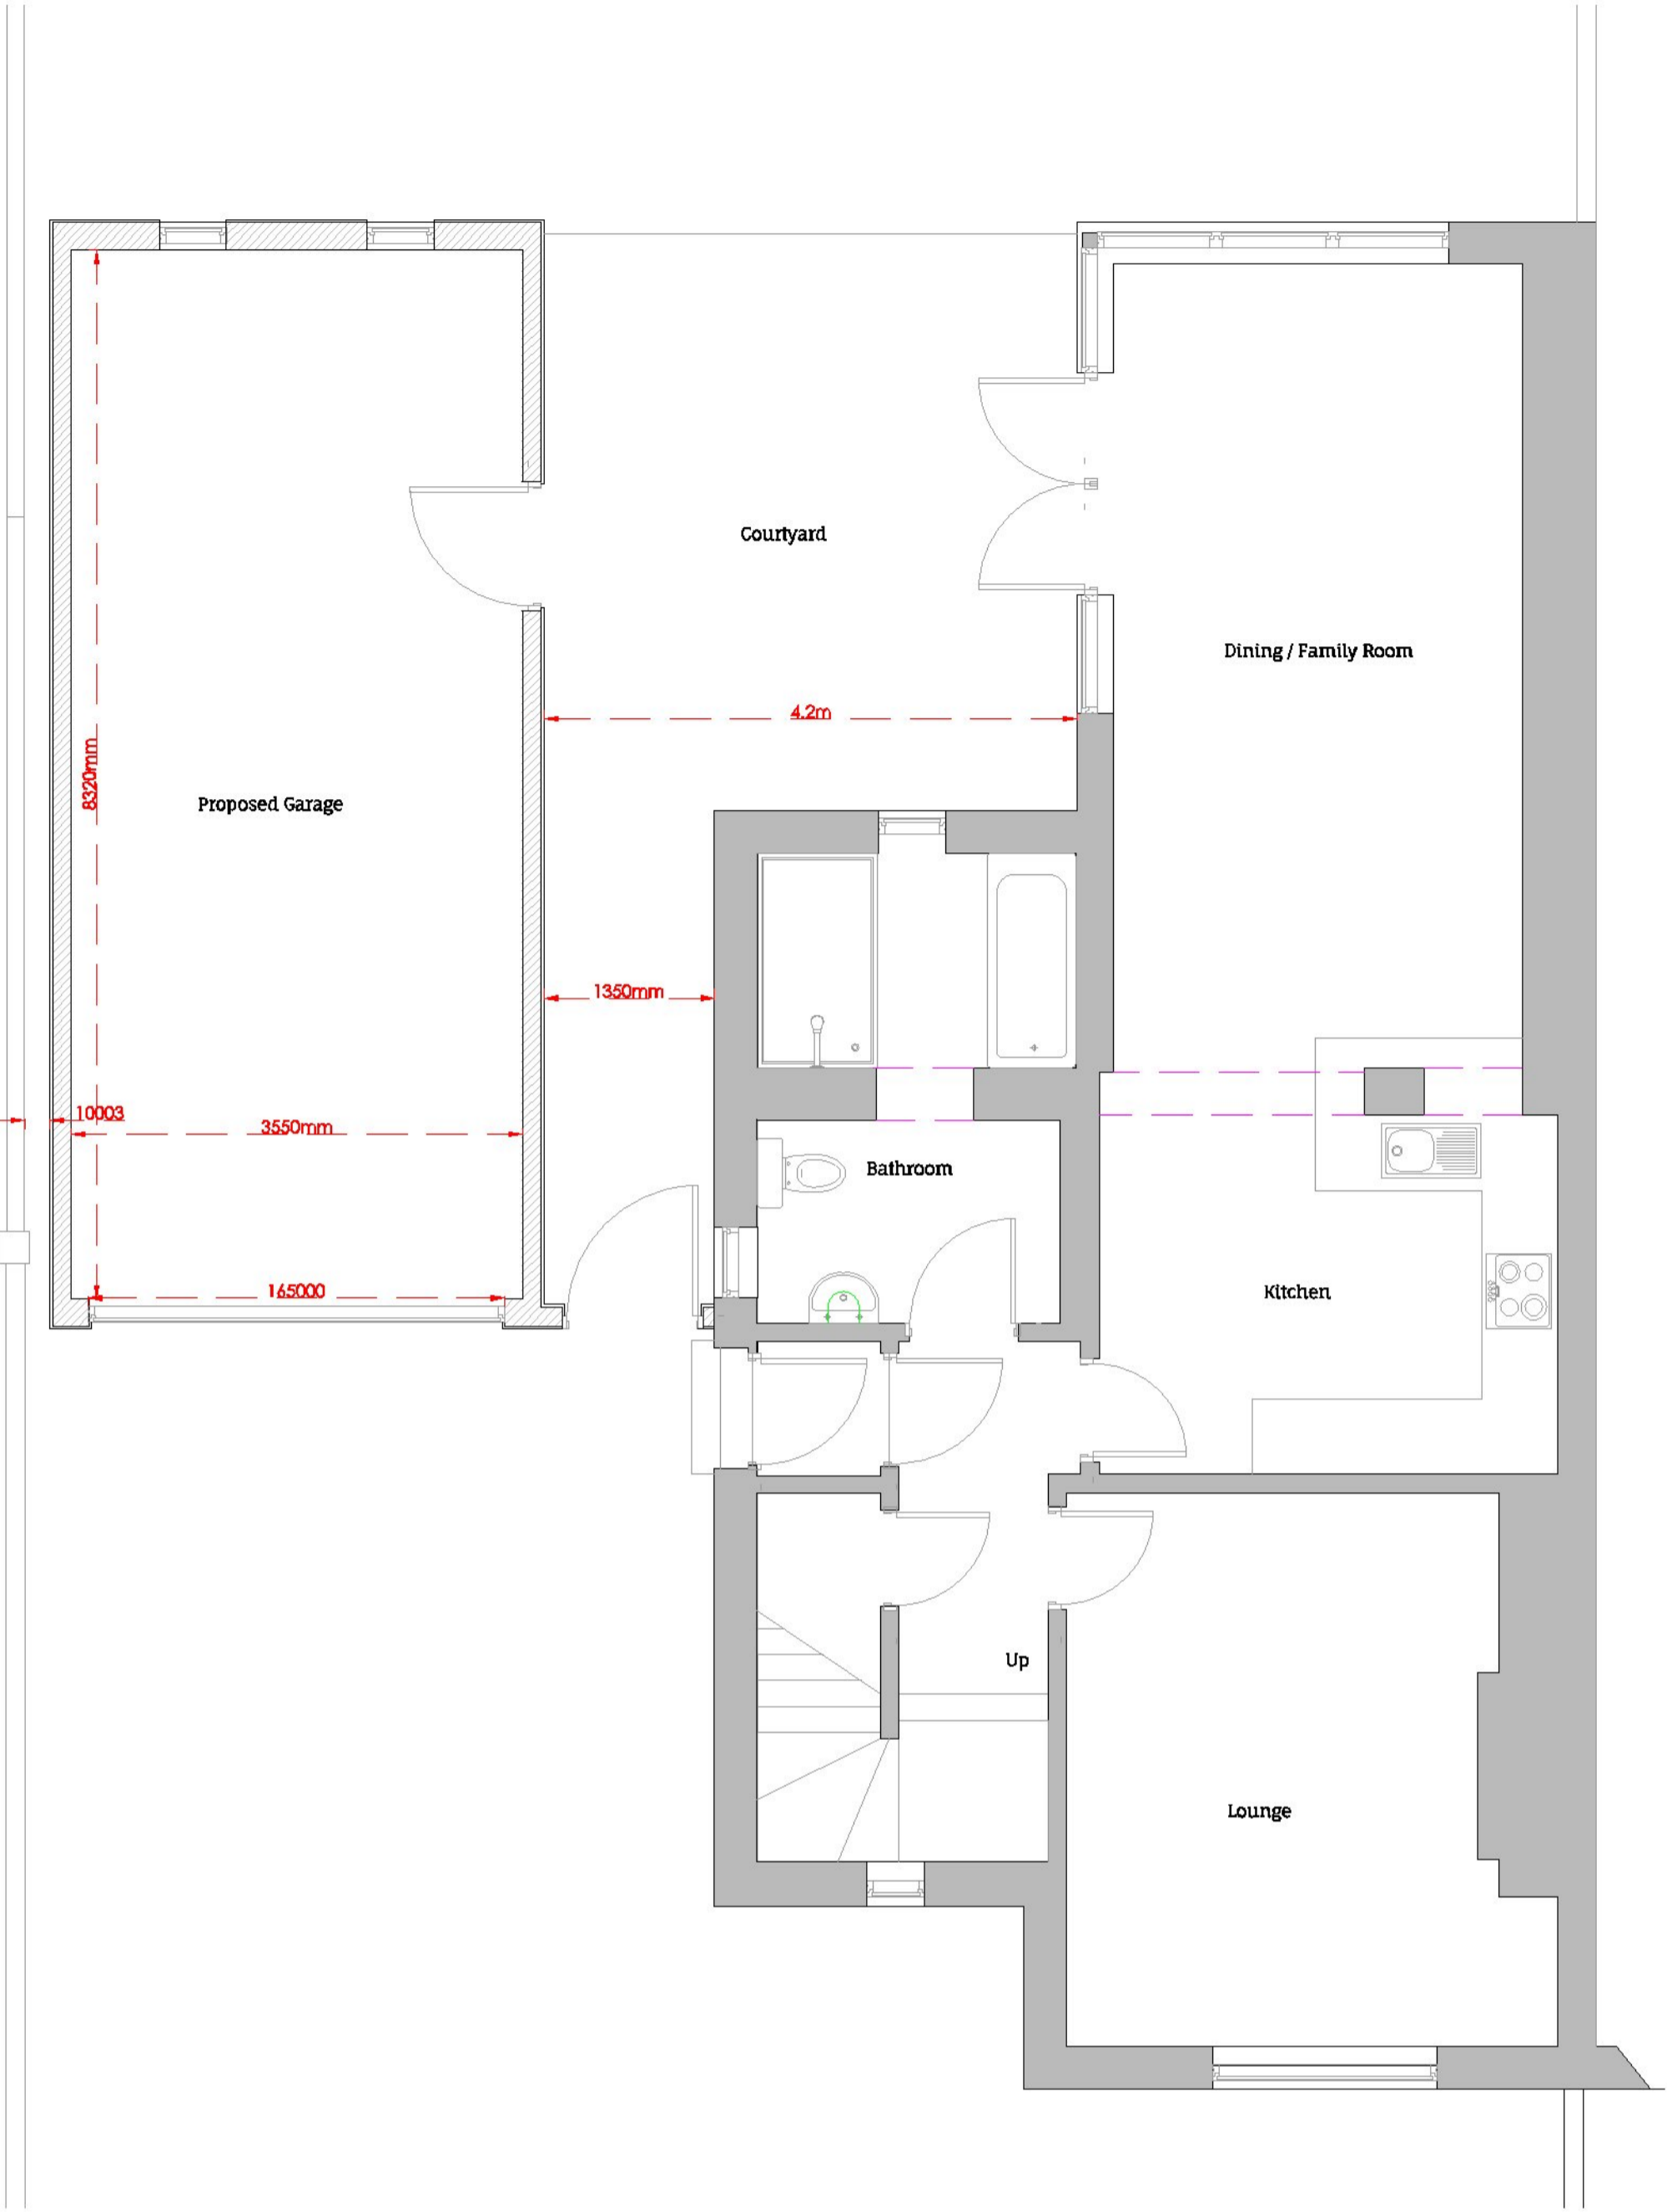 Courtyard
Dining / Family Room
4.2m
8320mm
Proposed Garage
1350mm
10003
3550mm
Bathroom
165000
Kitchen
Up
Lounge